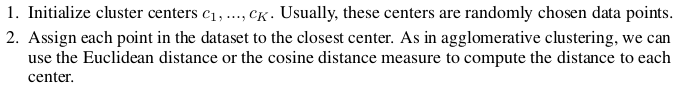 1. Initialize cluster centers c₁, ..., c_K. Usually, these centers are randomly chosen data points.
2. Assign each point in the dataset to the closest center. As in agglomerative clustering, we can
use the Euclidean distance or the cosine distance measure to compute the distance to each
center.